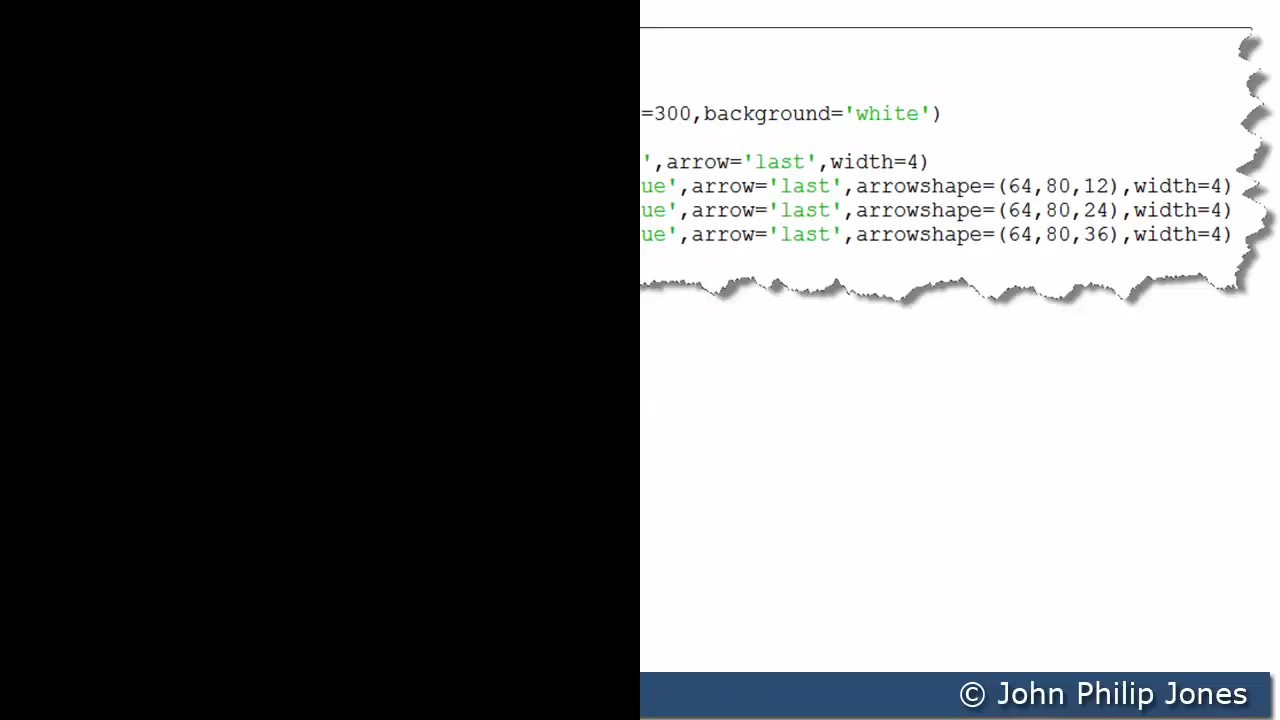 =300,background='white')
',arrow='last',width=4)
ue',arrow='last',arrowshape=(64,80,12),width=4)
ue',arrow='last',arrowshape=(64,80,24),width=4)
ue',arrow='last',arrowshape=(64,80,36),width=4)
© John Philip Jones